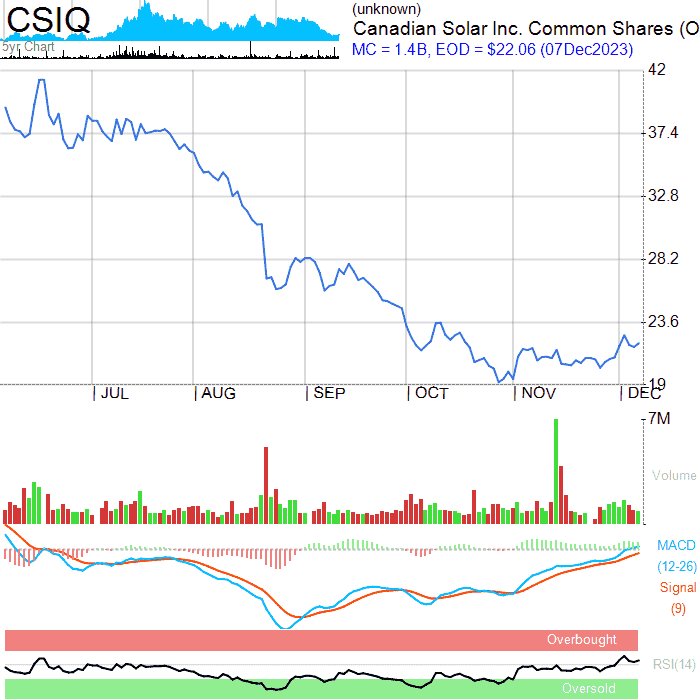 CSIQ
5yr Chart
(unknown)
Canadian Solar Inc. Common Shares (O
MC = 1.4B, EOD = $22.06 (07Dec2023)
42
37.4
32.8
28.2
23.6
19
JUL AUG SEP OCT NOV DEC
7M
Volume
MACD
(12-26)
Signal
(9)
Overbought
RSI(14)
Oversold